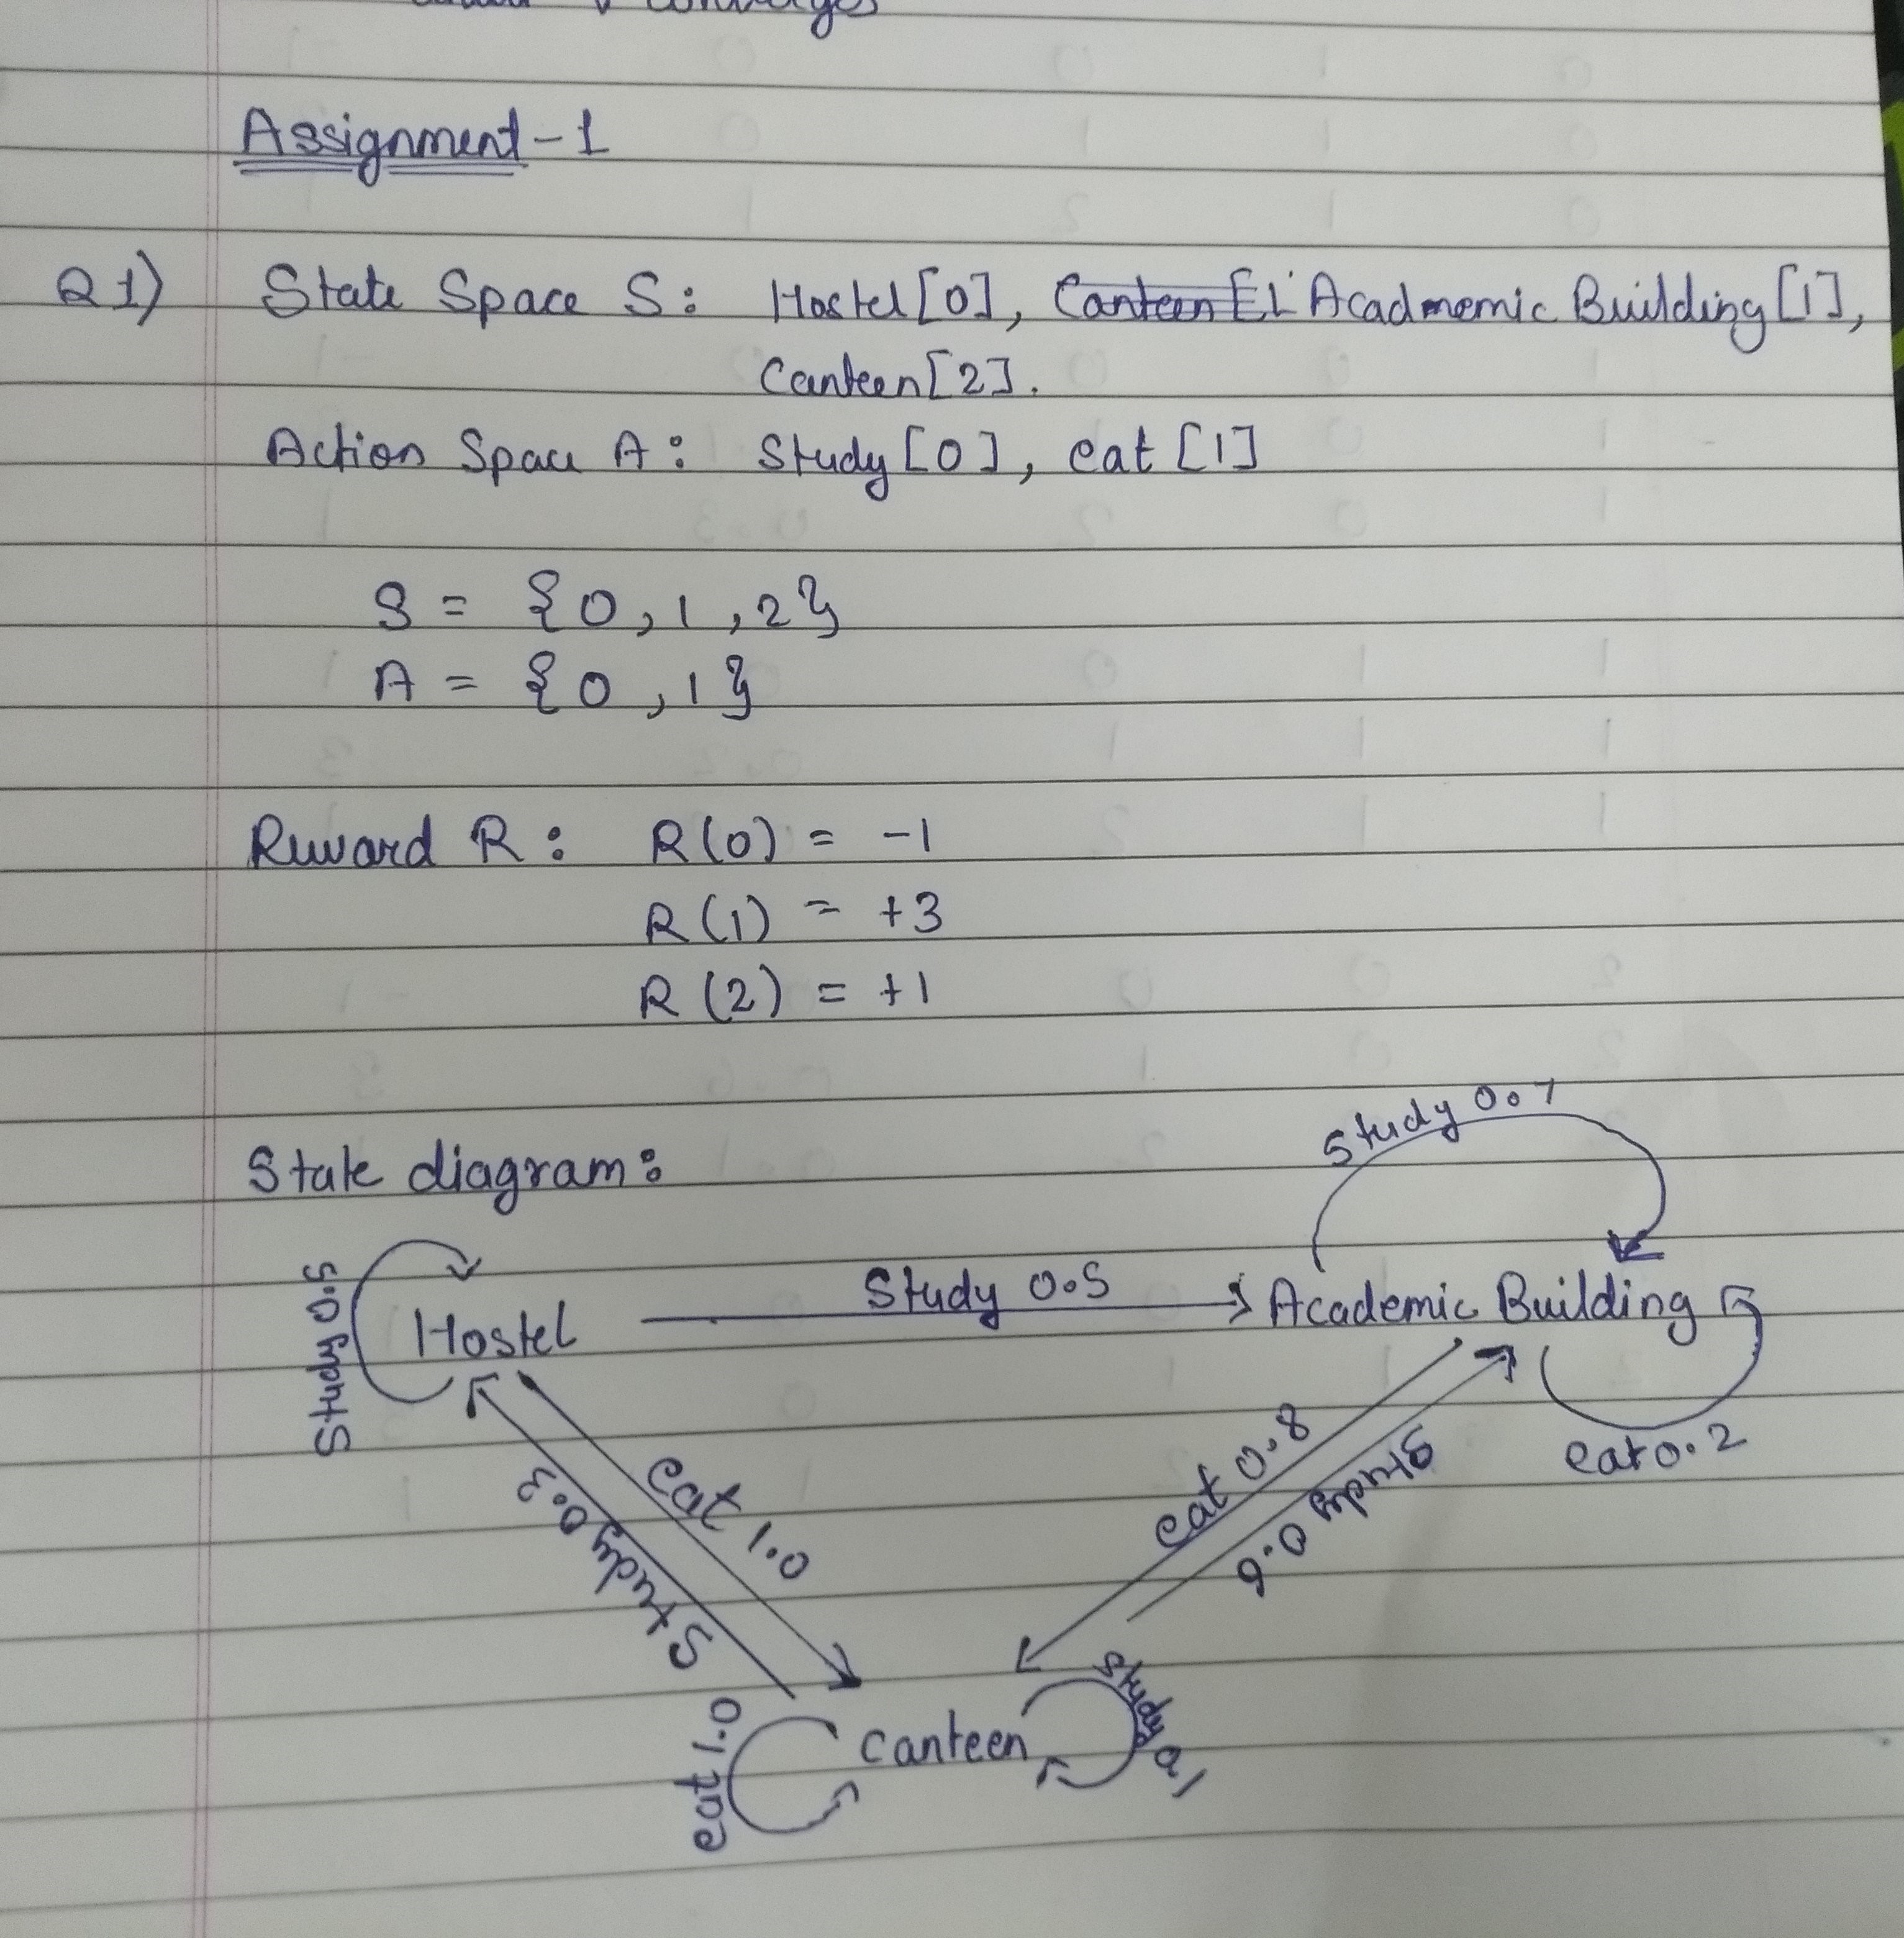 converges
Assignment-1
Q1) State Space S: Hostel[0], Canteen[1 Acadmemic Building[1],
Canteen[2].
Action Space A: Study[0], eat[1]
S = {0,1,2}
A = {0,1}
Reward R: R(0) = -1
R(1) = +3
R(2) = +1
State diagram:
Study 0.7
Study 0.5
Hostel
Study 0.5
Academic Building
eat 0.2
eat 1.0
Study 0.3
eat 0.8
Study 0.6
eat 1.0
Canteen
Study 0.1